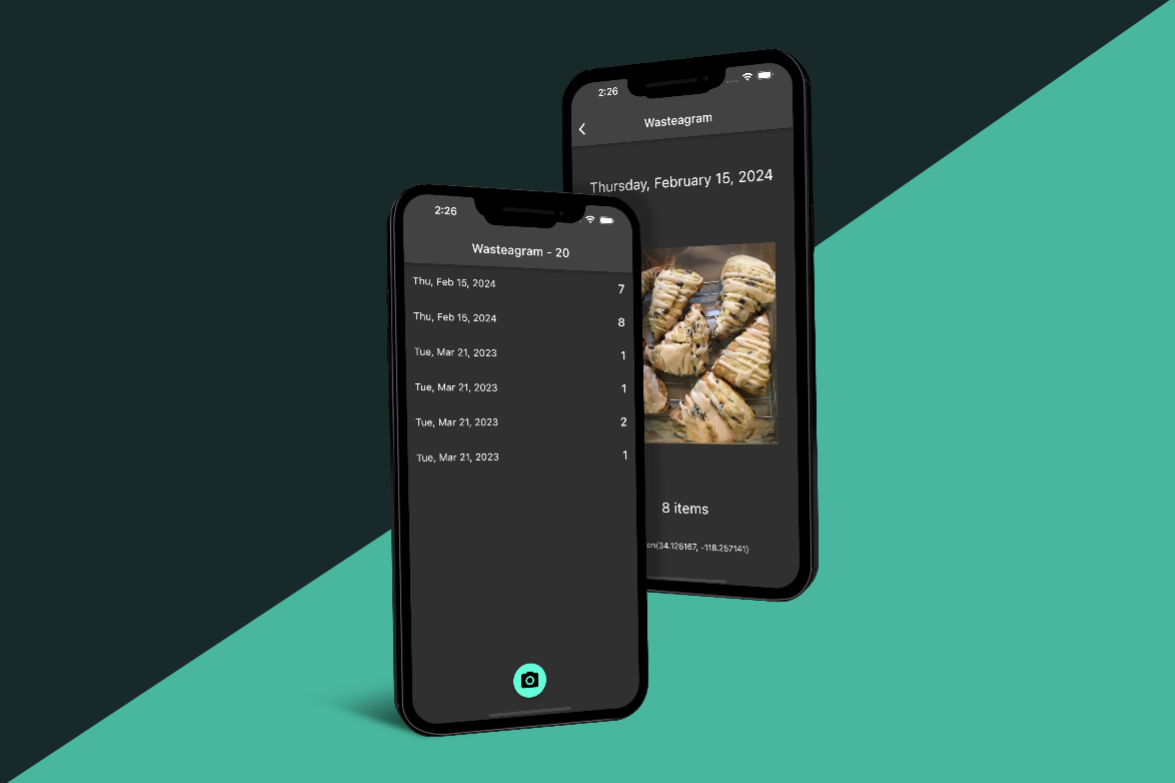 2:26
Wasteagram - 20
Thu, Feb 15, 2024 7
Thu, Feb 15, 2024 8
Tue, Mar 21, 2023 1
Tue, Mar 21, 2023 1
Tue, Mar 21, 2023 2
Tue, Mar 21, 2023 1
2:26
Wasteagram
Thursday, February 15, 2024
8 items
on(34.126167, -118.257141)